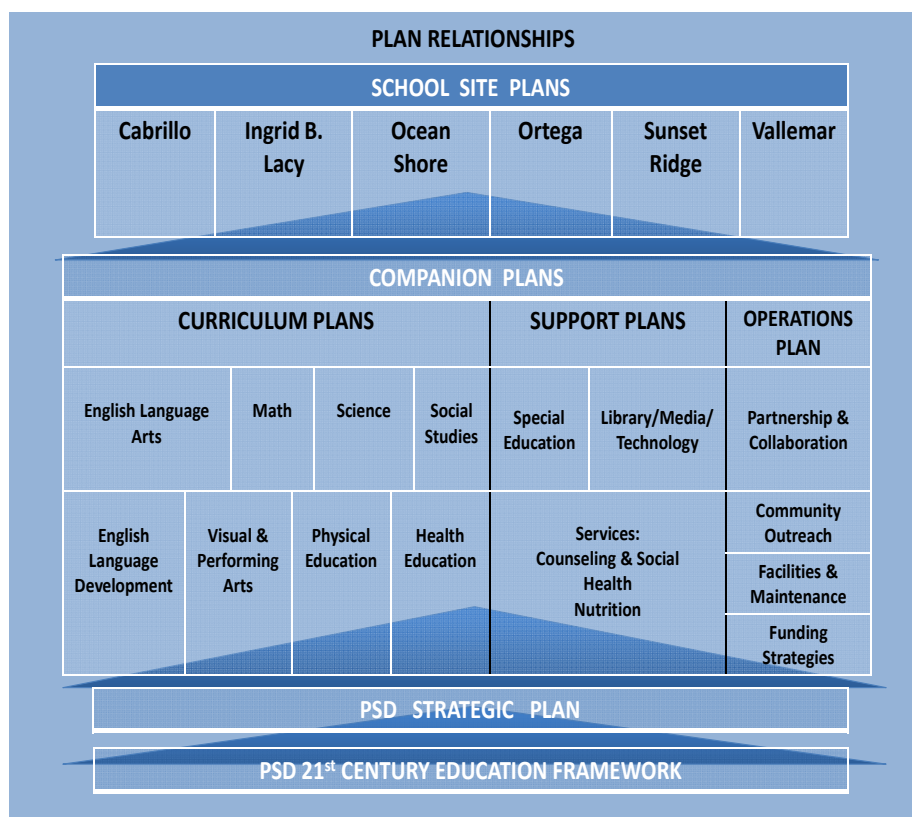 PLAN RELATIONSHIPS
SCHOOL SITE PLANS
Cabrillo
Ingrid B.
Lacy
Ocean
Shore
Ortega
Sunset
Ridge
Vallemar
COMPANION PLANS
CURRICULUM PLANS
SUPPORT PLANS
OPERATIONS
PLAN
English Language
Arts
Math
Science
Social
Studies
Special
Education
Library/Media/
Technology
Partnership &
Collaboration
English
Language
Development
Visual &
Performing
Arts
Physical
Education
Health
Education
Services:
Counseling & Social
Health
Nutrition
Community
Outreach
Facilities &
Maintenance
Funding
Strategies
PSD STRATEGIC PLAN
PSD 21st CENTURY EDUCATION FRAMEWORK